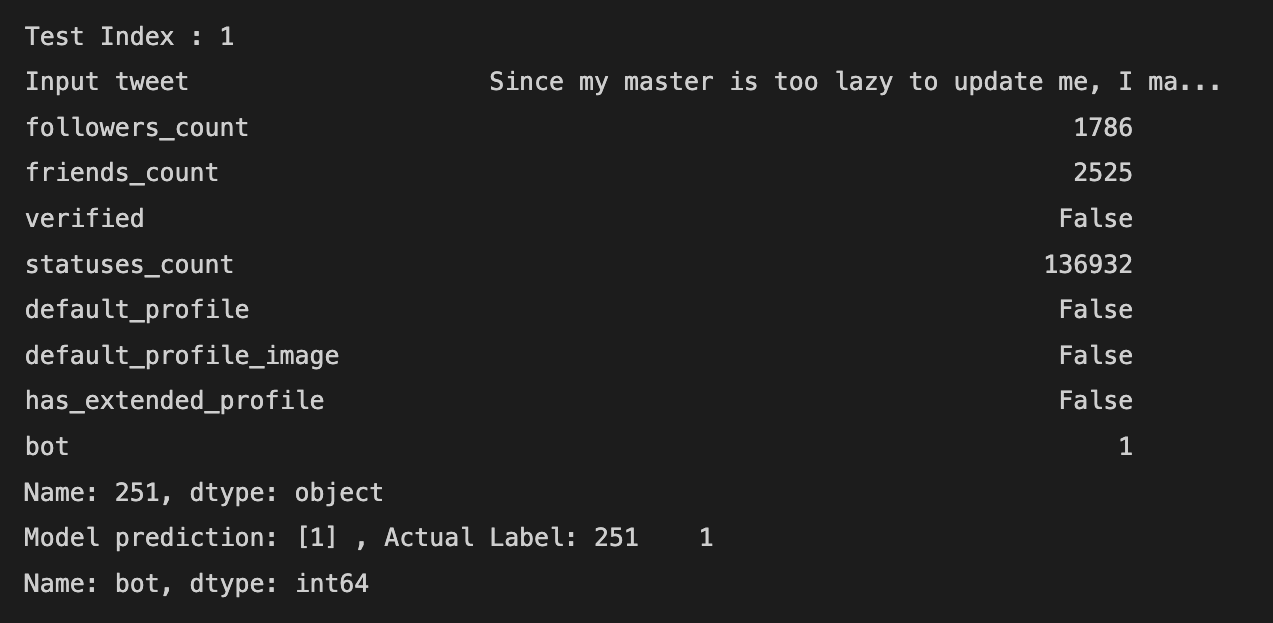 Test Index : 1
Input tweet Since my master is too lazy to update me, I ma...
followers_count 1786
friends_count 2525
verified False
statuses_count 136932
default_profile False
default_profile_image False
has_extended_profile False
bot 1
Name: 251, dtype: object
Model prediction: [1] , Actual Label: 251 1
Name: bot, dtype: int64